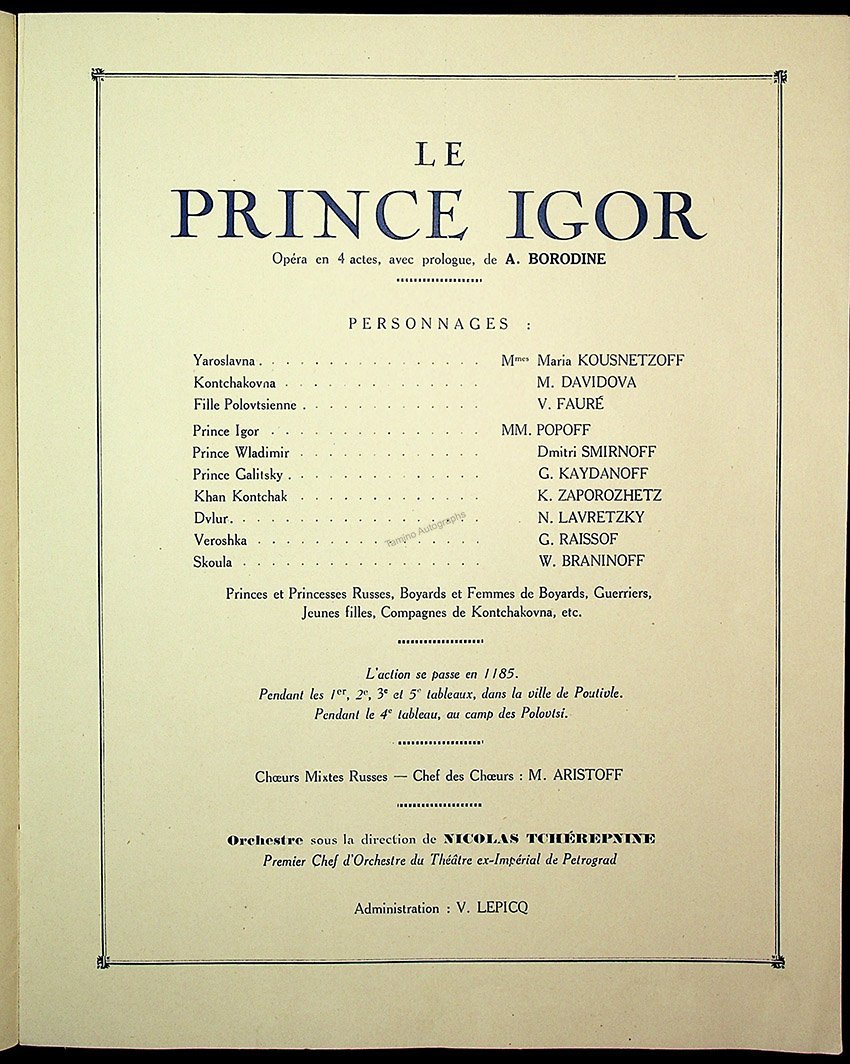 LE
PRINCE IGOR
Opéra en 4 actes, avec prologue, de A. BORODINE
PERSONNAGES :
Yaroslavna . . . . . . . . . . . . . . . . Mmes Maria KOUSNETZOFF
Kontchakovna . . . . . . . . . . . . . . M. DAVIDOVA
Fille Polovtsienne . . . . . . . . . . . . . V. FAURÉ
Prince Igor . . . . . . . . . . . . . . . MM. POPOFF
Prince Wladimir . . . . . . . . . . . . . Dmitri SMIRNOFF
Prince Galitsky . . . . . . . . . . . . . . G. KAYDANOFF
Khan Kontchak . . . . . . . . . . . . . K. ZAPOROZHETZ
Dvlur . . . . . . . . . . . . . . . . . . N. LAVRETZKY
Tamino Autographs
Veroshka . . . . . . . . . . . . . . . . G. RAISSOF
Skoula . . . . . . . . . . . . . . . . . W. BRANINOFF
Princes et Princesses Russes, Boyards et Femmes de Boyards, Guerriers,
Jeunes filles, Compagnes de Kontchakovna, etc.
L'action se passe en 1185.
Pendant les 1er, 2e, 3e et 5e tableaux, dans la ville de Poutivle.
Pendant le 4e tableau, au camp des Polovtsi.
Chœurs Mixtes Russes — Chef des Chœurs : M. ARISTOFF
Orchestre sous la direction de NICOLAS TCHÉREPNINE
Premier Chef d'Orchestre du Théâtre ex-Impérial de Petrograd
Administration : V. LEPICQ